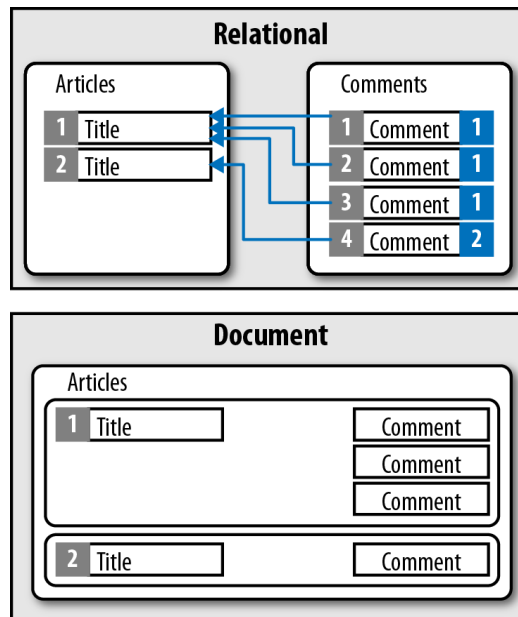 Relational
Articles
1 Title
2 Title
Comments
1 Comment 1
2 Comment 1
3 Comment 1
4 Comment 2
Document
Articles
1 Title
Comment
Comment
Comment
2 Title
Comment